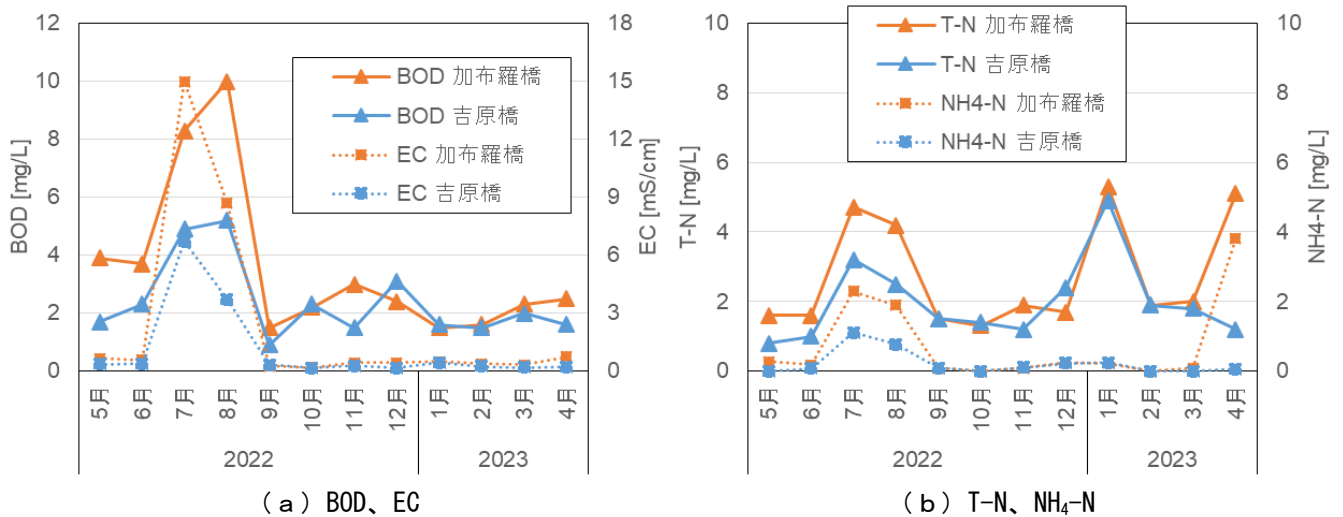 12
10
8
6
4
2
0
BOD [mg/L]
18
15
12
9
6
3
0
EC [mS/cm]
BOD 加布羅橋
BOD 吉原橋
EC 加布羅橋
EC 吉原橋
5月 6月 7月 8月 9月 10月 11月 12月 1月 2月 3月 4月
2022 2023
(a) BOD、EC
10
8
6
4
2
0
T-N [mg/L]
10
8
6
4
2
0
NH4-N [mg/L]
T-N 加布羅橋
T-N 吉原橋
NH4-N 加布羅橋
NH4-N 吉原橋
5月 6月 7月 8月 9月 10月 11月 12月 1月 2月 3月 4月
2022 2023
(b) T-N、NH₄-N